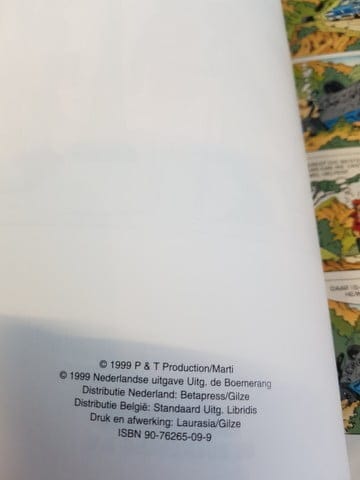 © 1999 P & T Production/Marti
© 1999 Nederlandse uitgave Uitg. de Boemerang
Distributie Nederland: Betapress/Gilze
Distributie België: Standaard Uitg. Libridis
Druk en afwerking: Laurasia/Gilze
ISBN 90-76265-09-9